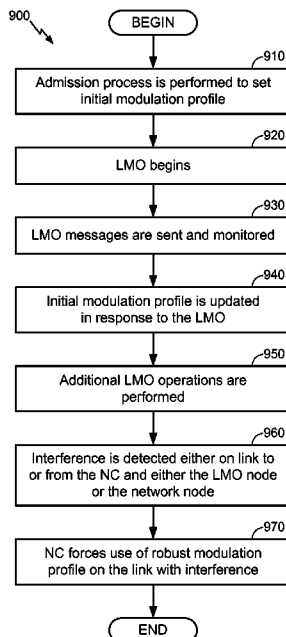 900
BEGIN
910
Admission process is performed to set
initial modulation profile
920
LMO begins
930
LMO messages are sent and monitored
940
Initial modulation profile is updated
in response to the LMO
950
Additional LMO operations are
performed
960
Interference is detected either on link to
or from the NC and either the LMO node
or the network node
970
NC forces use of robust modulation
profile on the link with interference
END